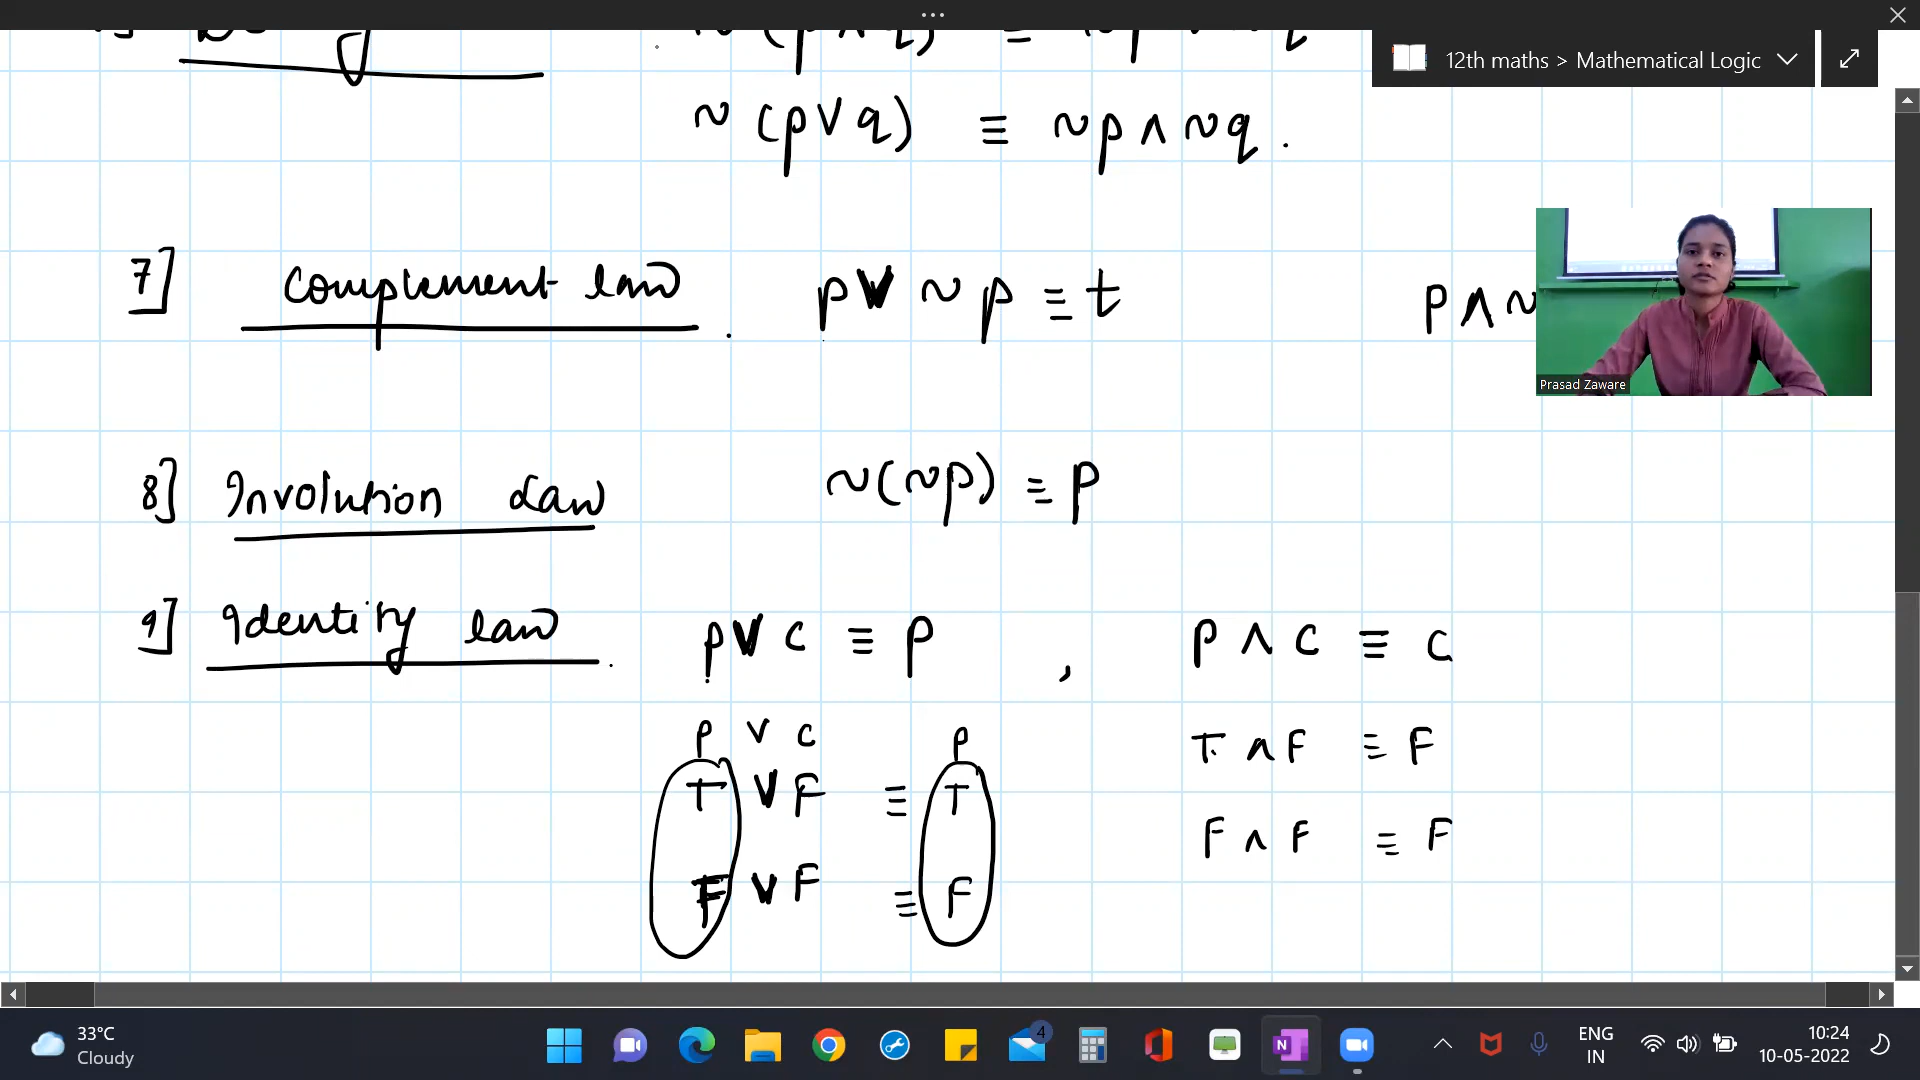 12th maths > Mathematical Logic
~(p∧q) ≡ ~p ~q
~(p∨q) ≡ ~p∧~q.
7] Complement law. p∨~p ≡ t p∧~
Prasad Zaware
8] Involution Law ~(~p) ≡ p
9] Identity law. p∨c ≡ p , p∧c ≡ c
p∨c p
T∨F ≡ T T∧F ≡ F
F∨F ≡ F F∧F ≡ F
33°C
Cloudy
4
N
ENG
IN
10:24
10-05-2022